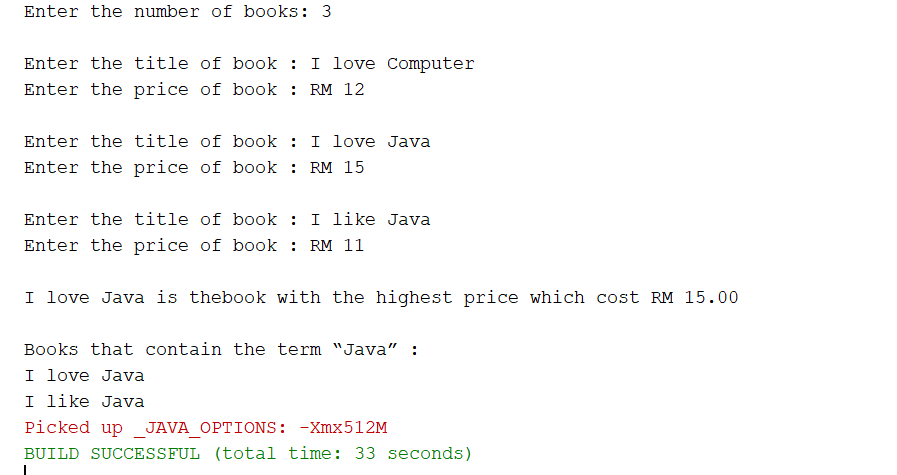 Enter the number of books: 3
Enter the title of book : I love Computer
Enter the price of book : RM 12
Enter the title of book : I love Java
Enter the price of book : RM 15
Enter the title of book : I like Java
Enter the price of book : RM 11
I love Java is thebook with the highest price which cost RM 15.00
Books that contain the term “Java” :
I love Java
I like Java
Picked up _JAVA_OPTIONS: -Xmx512M
BUILD SUCCESSFUL (total time: 33 seconds)